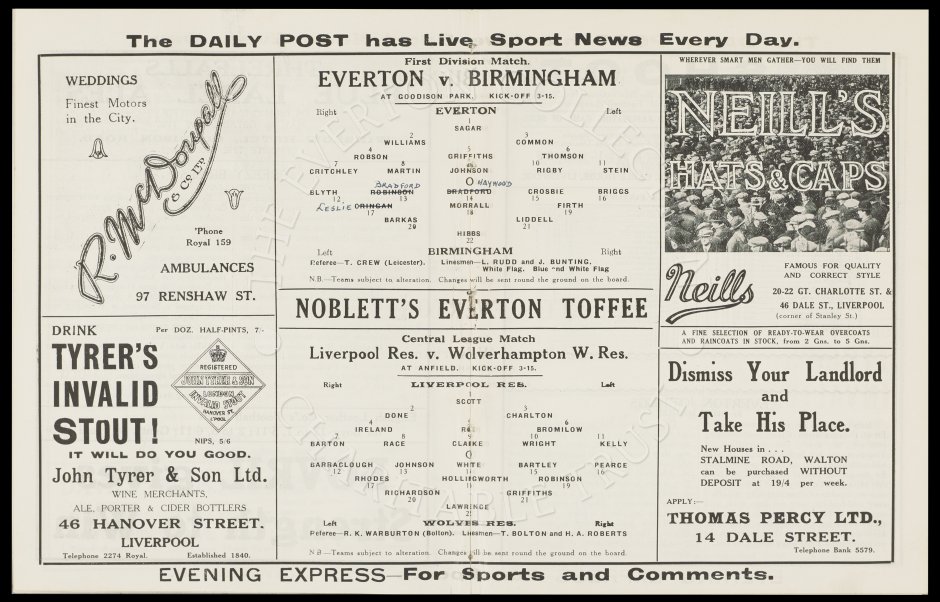 The DAILY POST has Live Sport News Every Day.
WEDDINGS
Finest Motors
in the City.
R. McDougall
& Co LTD
'Phone
Royal 159
AMBULANCES
97 RENSHAW ST.
DRINK
Per DOZ. HALF-PINTS, 7/-
TYRER'S
INVALID
STOUT!
REGISTERED
JOHN TYRER & SON
LONDON
INVALID STOUT
HANOVER ST.
L'POOL
NIPS, 5/6
IT WILL DO YOU GOOD.
John Tyrer & Son Ltd.
WINE MERCHANTS,
ALE, PORTER & CIDER BOTTLERS
46 HANOVER STREET.
LIVERPOOL
Telephone 2274 Royal. Established 1840.
First Division Match.
EVERTON v. BIRMINGHAM
AT GOODISON PARK. KICK-OFF 3-15.
Right EVERTON Left
1
SAGAR
2 3
WILLIAMS COMMON
4 5 6
ROBSON GRIFFITHS THOMSON
7 8 9 10 11
CRITCHLEY MARTIN JOHNSON RIGBY STEIN
BRADFORD O HAYWOOD
BLYTH ROBINSON BRADFORD CROSBIE BRIGGS
12 13 14 15 16
LESLIE GRINGAN MORRALL FIRTH
17 18 19
BARKAS LIDDELL
20 21
HIBBS
22
Left BIRMINGHAM Right
Referee—T. CREW (Leicester). Linesmen—L. RUDD and J. BUNTING.
White Flag. Blue and White Flag
N.B.—Teams subject to alteration. Changes will be sent round the ground on the board.
NOBLETT'S EVERTON TOFFEE
Central League Match
Liverpool Res. v. Wolverhampton W. Res.
AT ANFIELD. KICK-OFF 3-15.
Right LIVERPOOL RES. Left
1
SCOTT
2 3
DONE CHARLTON
4 6
IRELAND BROMILOW
7 8 9 10 11
BARTON RACE CLARKE WRIGHT KELLY
O
BARRACLOUGH JOHNSON WHITE BARTLEY PEARCE
12 13 14 15 16
RHODES HOLLINGWORTH ROBINSON
17 18 19
RICHARDSON GRIFFITHS
20 21
LAWRENCE
Left WOLVES RES. Right
Referee—R. K. WARBURTON (Bolton). Linesmen—T. BOLTON and H. A. ROBERTS
N.B.—Teams subject to alteration. Changes will be sent round the ground on the board.
WHEREVER SMART MEN GATHER—YOU WILL FIND THEM
NEILL'S
HATS & CAPS
Neills
FAMOUS FOR QUALITY
AND CORRECT STYLE
20-22 GT. CHARLOTTE ST. &
46 DALE ST., LIVERPOOL
(corner of Stanley St.)
A FINE SELECTION OF READY-TO-WEAR OVERCOATS
AND RAINCOATS IN STOCK, from 2 Gns. to 5 Gns.
Dismiss Your Landlord
and
Take His Place.
New Houses in . . .
STALMINE ROAD, WALTON
can be purchased WITHOUT
DEPOSIT at 19/4 per week.
APPLY:—
THOMAS PERCY LTD.,
14 DALE STREET.
Telephone Bank 5579.
EVENING EXPRESS—For Sports and Comments.
THE EVERTON COLLECTION
CHARITABLE TRUST